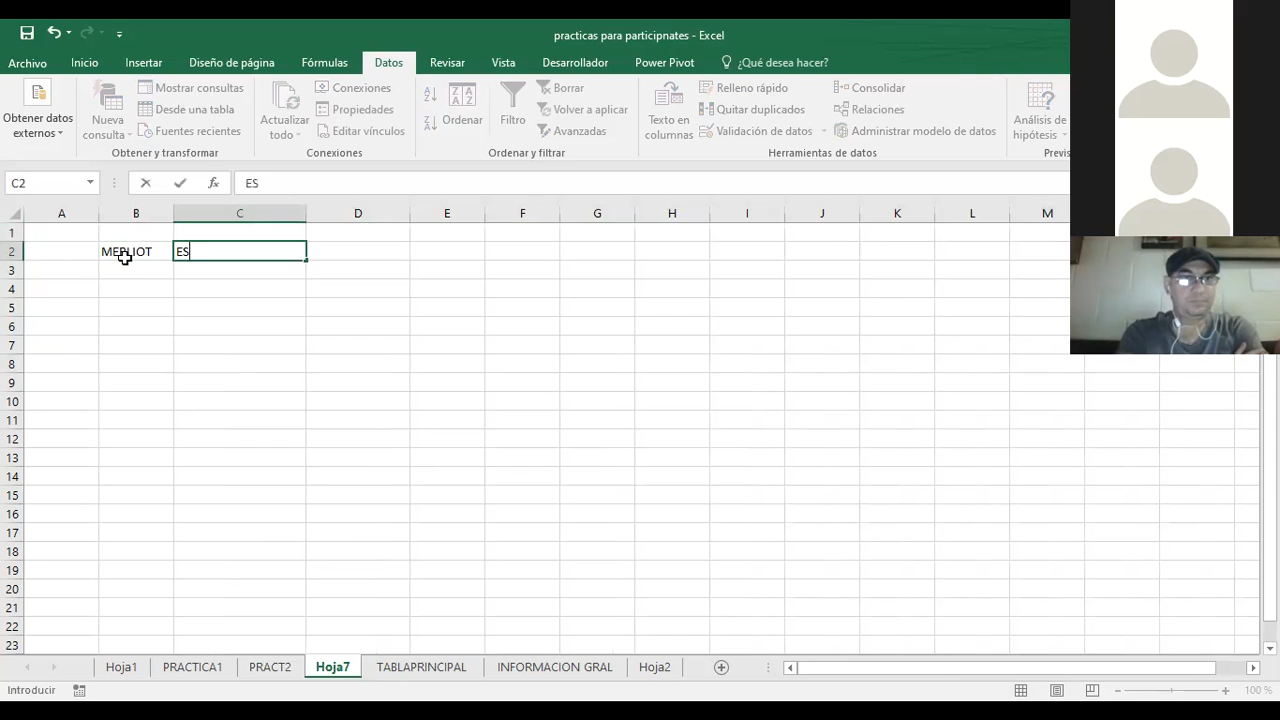 practicas para participnates - Excel
Archivo Inicio Insertar Diseño de página Fórmulas Datos Revisar Vista Desarrollador Power Pivot ¿Qué desea hacer?
Obtener datos externos
Nueva consulta
Mostrar consultas
Desde una tabla
Fuentes recientes
Obtener y transformar
Actualizar todo
Conexiones
Propiedades
Editar vínculos
Conexiones
Ordenar
Filtro
Borrar
Volver a aplicar
Avanzadas
Ordenar y filtrar
Texto en columnas
Relleno rápido
Quitar duplicados
Validación de datos
Consolidar
Relaciones
Administrar modelo de datos
Herramientas de datos
Análisis de hipótesis
Previs
C2 fx ES
A B C D E F G H I J K L M
1
2 MERLIOT ES
3
4
5
6
7
8
9
10
11
12
13
14
15
16
17
18
19
20
21
22
23
Hoja1 PRACTICA1 PRACT2 Hoja7 TABLAPRINCIPAL INFORMACION GRAL Hoja2
Introducir 100 %